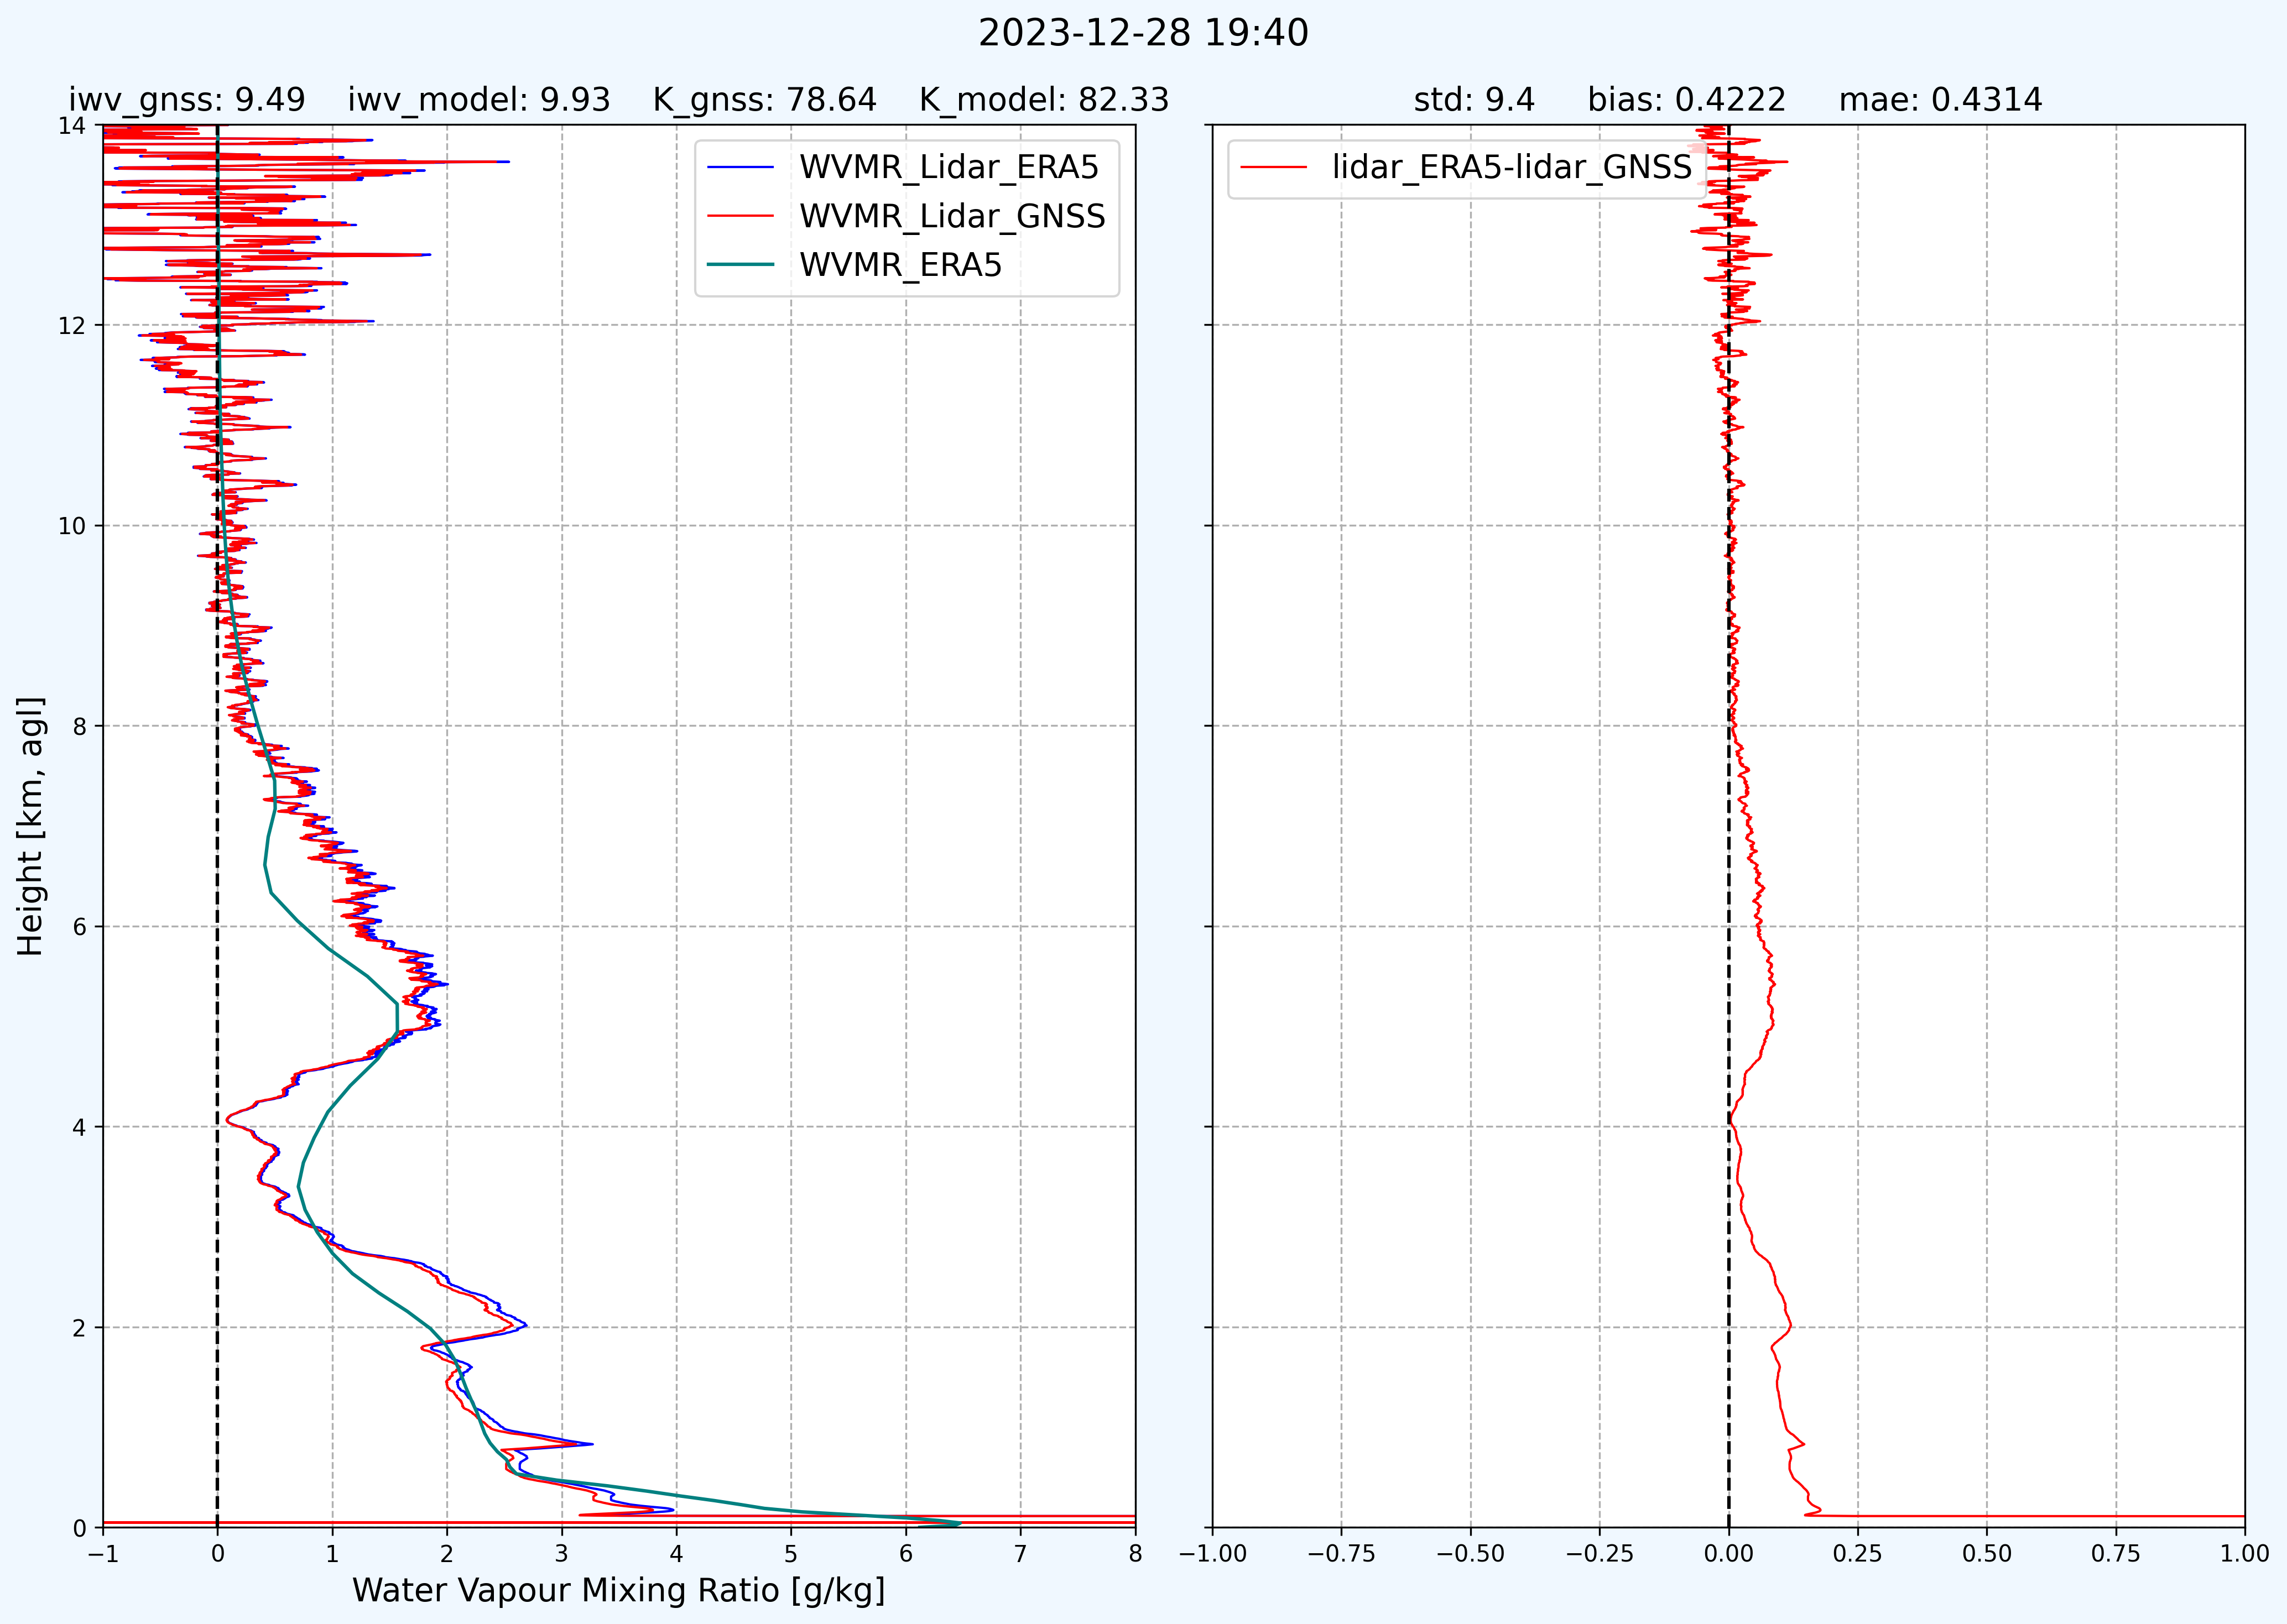 2023-12-28 19:40
iwv_gnss: 9.49 iwv_model: 9.93 K_gnss: 78.64 K_model: 82.33
std: 9.4 bias: 0.4222 mae: 0.4314
WVMR_Lidar_ERA5
WVMR_Lidar_GNSS
WVMR_ERA5
lidar_ERA5-lidar_GNSS
Height [km, agl]
14
12
10
8
6
4
2
0
−1 0 1 2 3 4 5 6 7 8
Water Vapour Mixing Ratio [g/kg]
−1.00 −0.75 −0.50 −0.25 0.00 0.25 0.50 0.75 1.00